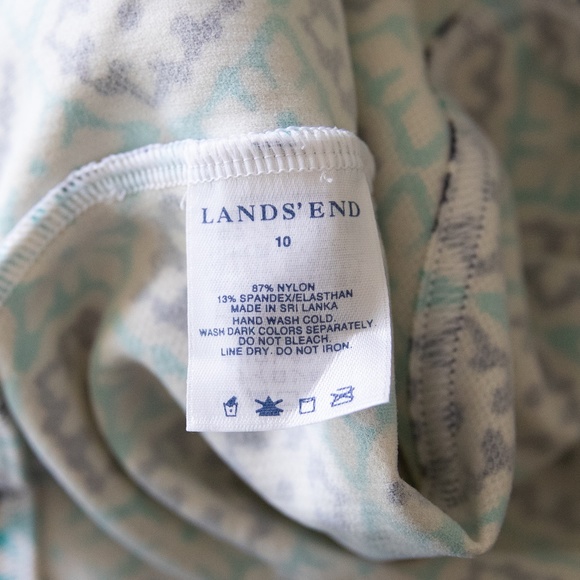 LANDS' END
10
87% NYLON
13% SPANDEX/ELASTHAN
MADE IN SRI LANKA
HAND WASH COLD.
WASH DARK COLORS SEPARATELY.
DO NOT BLEACH.
LINE DRY. DO NOT IRON.